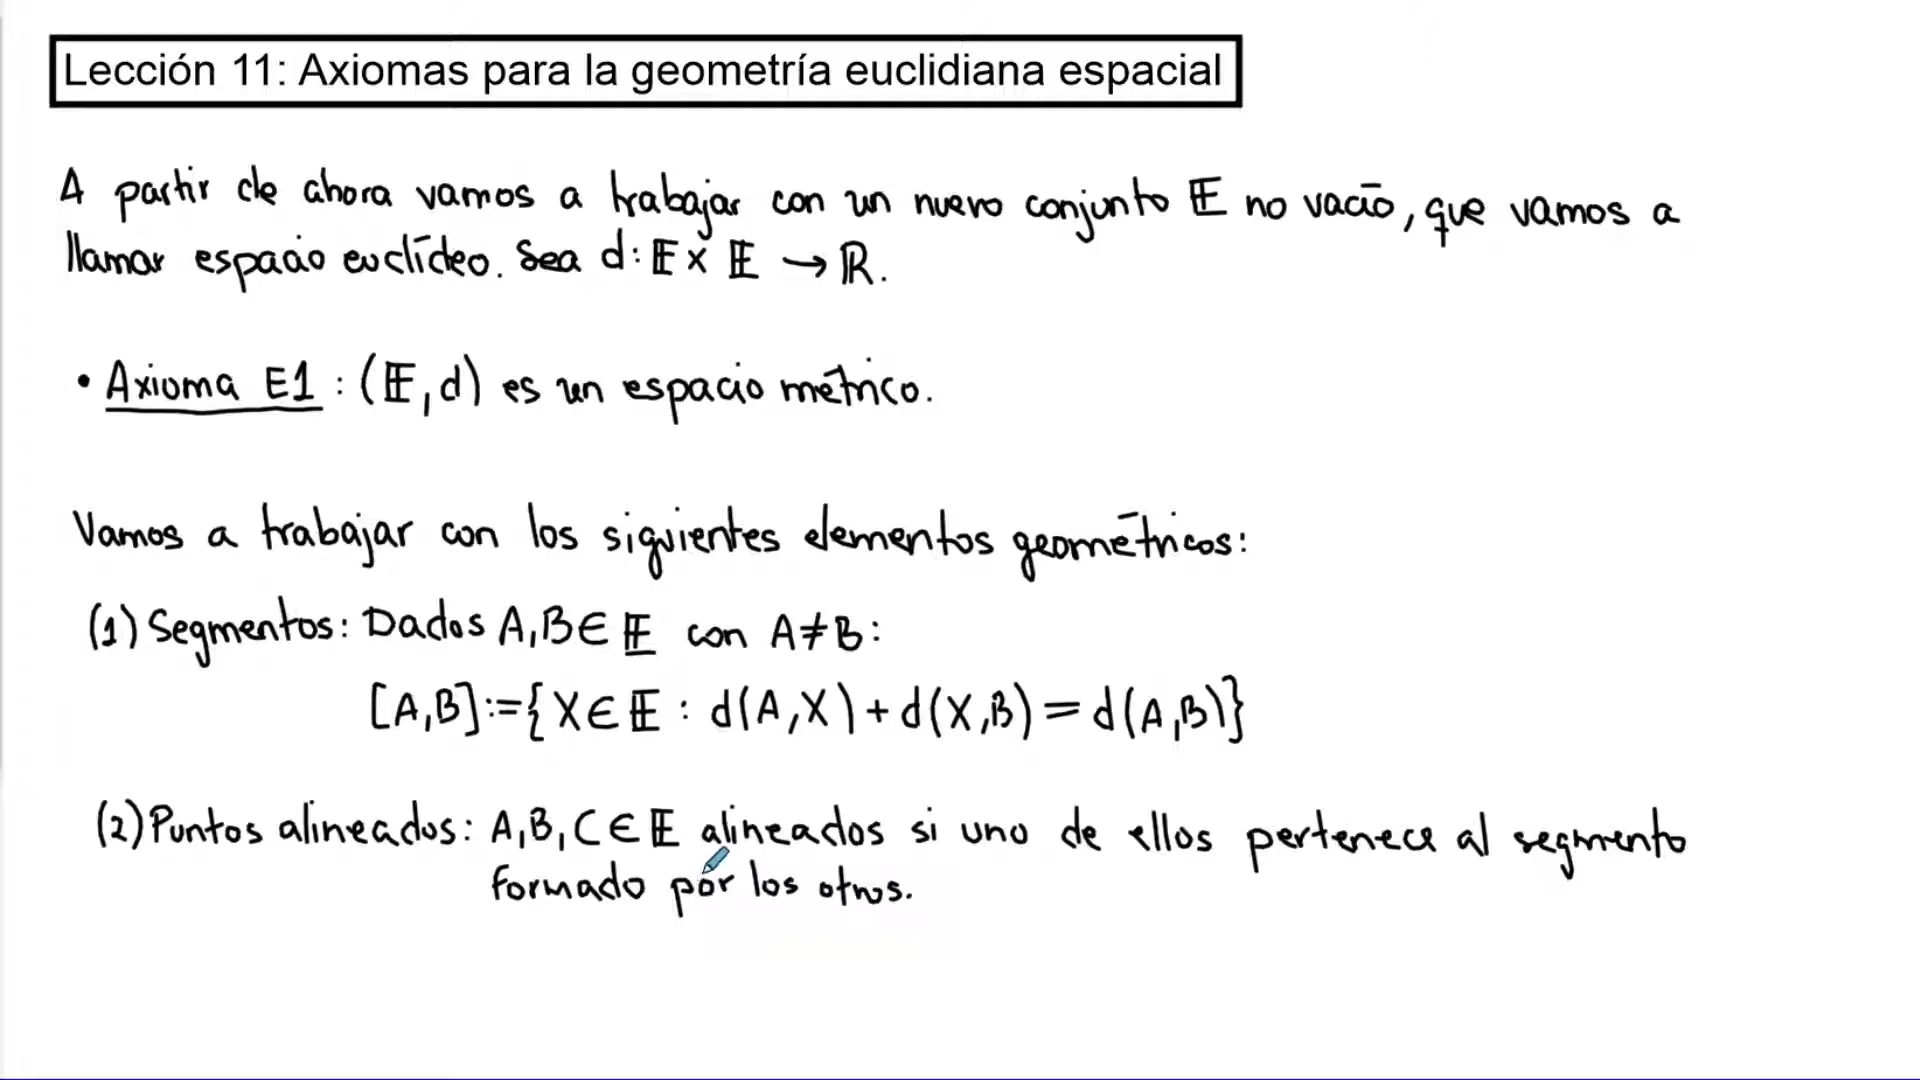 Lección 11: Axiomas para la geometría euclidiana espacial
A partir de ahora vamos a trabajar con un nuevo conjunto 𝔼 no vacío, que vamos a
llamar espacio euclídeo. Sea d: 𝔼 × 𝔼 → ℝ.
• Axioma E1: (𝔼, d) es un espacio métrico.
Vamos a trabajar con los siguientes elementos geométricos:
(1) Segmentos: Dados A, B ∈ 𝔼 con A ≠ B:
[A,B] := { X ∈ 𝔼 : d(A,X) + d(X,B) = d(A,B) }
(2) Puntos alineados: A, B, C ∈ 𝔼 alineados si uno de ellos pertenece al segmento
formado por los otros.